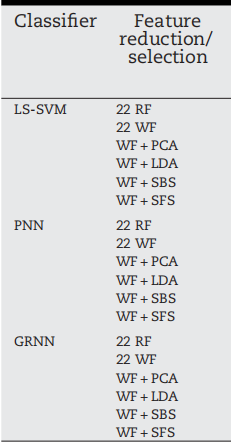 Classifier Feature
reduction/
selection
LS-SVM 22 RF
22 WF
WF + PCA
WF + LDA
WF + SBS
WF + SFS
PNN 22 RF
22 WF
WF + PCA
WF + LDA
WF + SBS
WF + SFS
GRNN 22 RF
22 WF
WF + PCA
WF + LDA
WF + SBS
WF + SFS